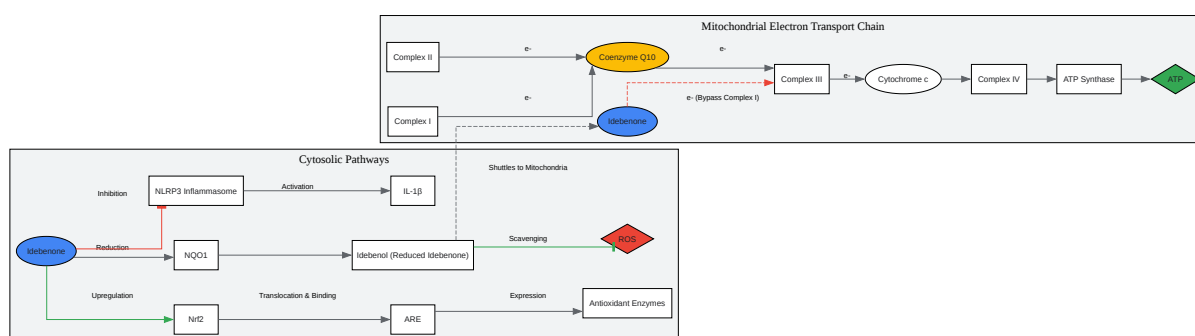 Mitochondrial Electron Transport Chain
Complex II
e-
Coenzyme Q10
e-
Complex III
e-
Cytochrome c
Complex IV
ATP Synthase
ATP
e-
e- (Bypass Complex I)
Complex I
Idebenone
Cytosolic Pathways
Shuttles to Mitochondria
Inhibition
NLRP3 Inflammasome
Activation
IL-1β
Idebenone
Reduction
NQO1
Idebenol (Reduced Idebenone)
Scavenging
ROS
Upregulation
Nrf2
Translocation & Binding
ARE
Expression
Antioxidant Enzymes